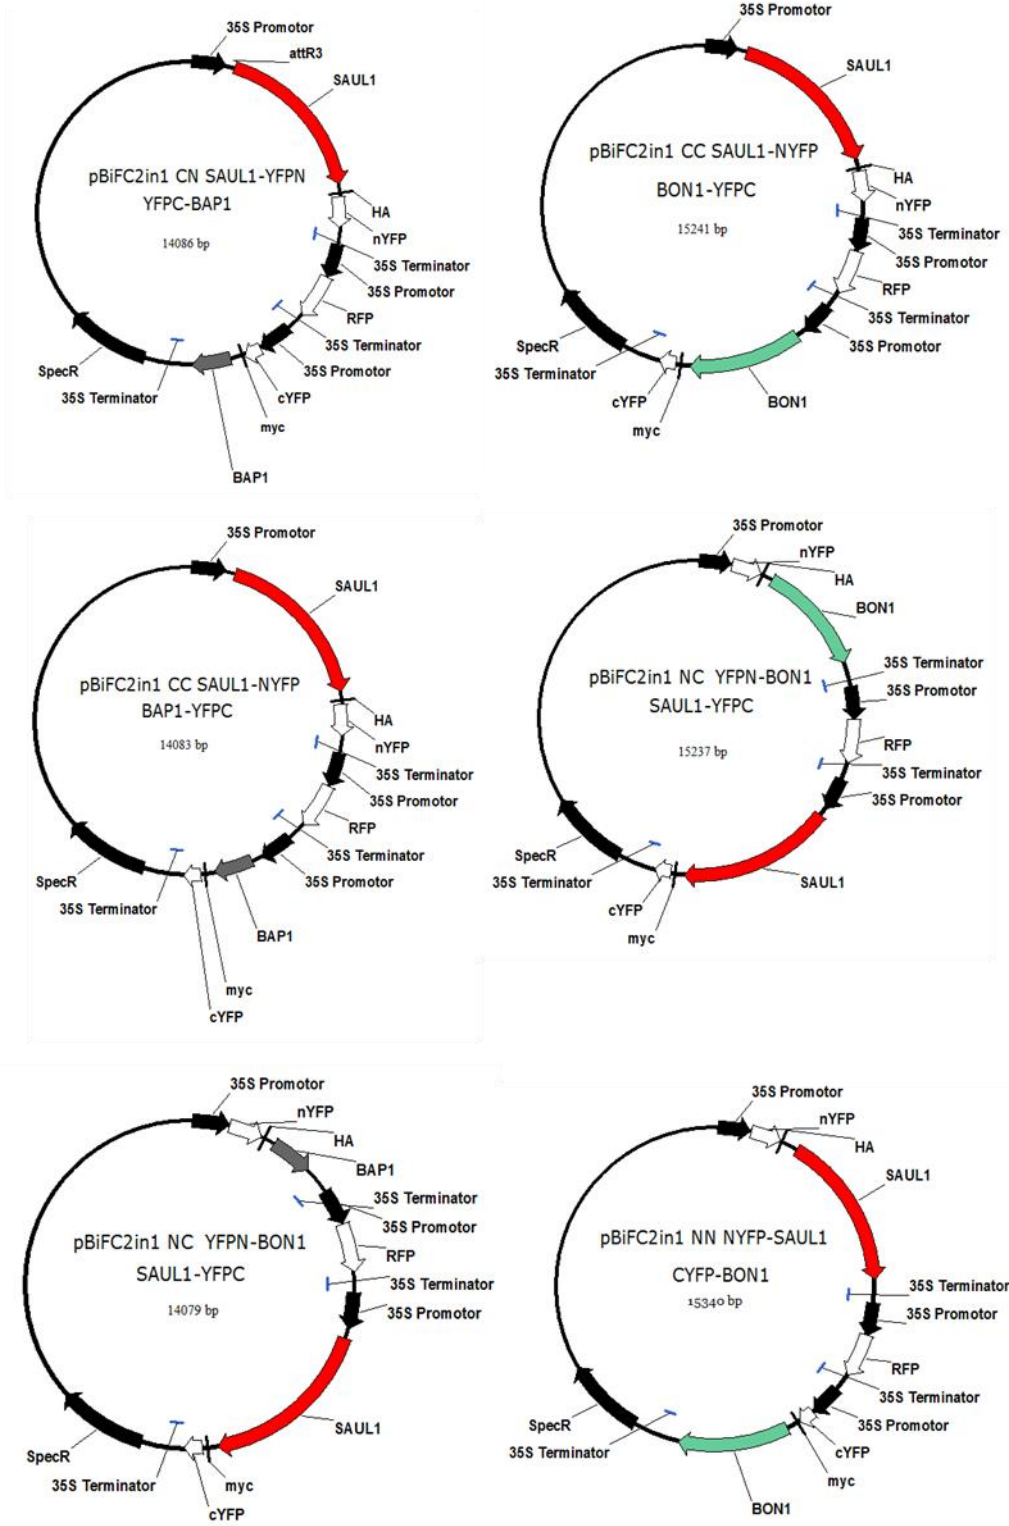 35S Promotor
attR3
SAUL1
pBiFC2in1 CN SAUL1-YFPN
YFPC-BAP1
14086 bp
HA
nYFP
35S Terminator
35S Promotor
RFP
35S Terminator
35S Promotor
cYFP
myc
BAP1
35S Terminator
SpecR
35S Promotor
SAUL1
pBiFC2in1 CC SAUL1-NYFP
BON1-YFPC
15241 bp
HA
nYFP
35S Terminator
35S Promotor
RFP
35S Terminator
35S Promotor
BON1
myc
cYFP
35S Terminator
SpecR
35S Promotor
SAUL1
pBiFC2in1 CC SAUL1-NYFP
BAP1-YFPC
14083 bp
HA
nYFP
35S Terminator
35S Promotor
RFP
35S Terminator
35S Promotor
BAP1
myc
cYFP
35S Terminator
SpecR
35S Promotor
nYFP
HA
BON1
pBiFC2in1 NC YFPN-BON1
SAUL1-YFPC
15237 bp
35S Terminator
35S Promotor
RFP
35S Terminator
35S Promotor
SAUL1
myc
cYFP
35S Terminator
SpecR
35S Promotor
nYFP
HA
BAP1
pBiFC2in1 NC YFPN-BON1
SAUL1-YFPC
14079 bp
35S Terminator
35S Promotor
RFP
35S Terminator
35S Promotor
SAUL1
myc
cYFP
35S Terminator
SpecR
35S Promotor
nYFP
HA
SAUL1
pBiFC2in1 NN NYFP-SAUL1
CYFP-BON1
15340 bp
35S Terminator
35S Promotor
RFP
35S Terminator
35S Promotor
cYFP
myc
BON1
35S Terminator
SpecR